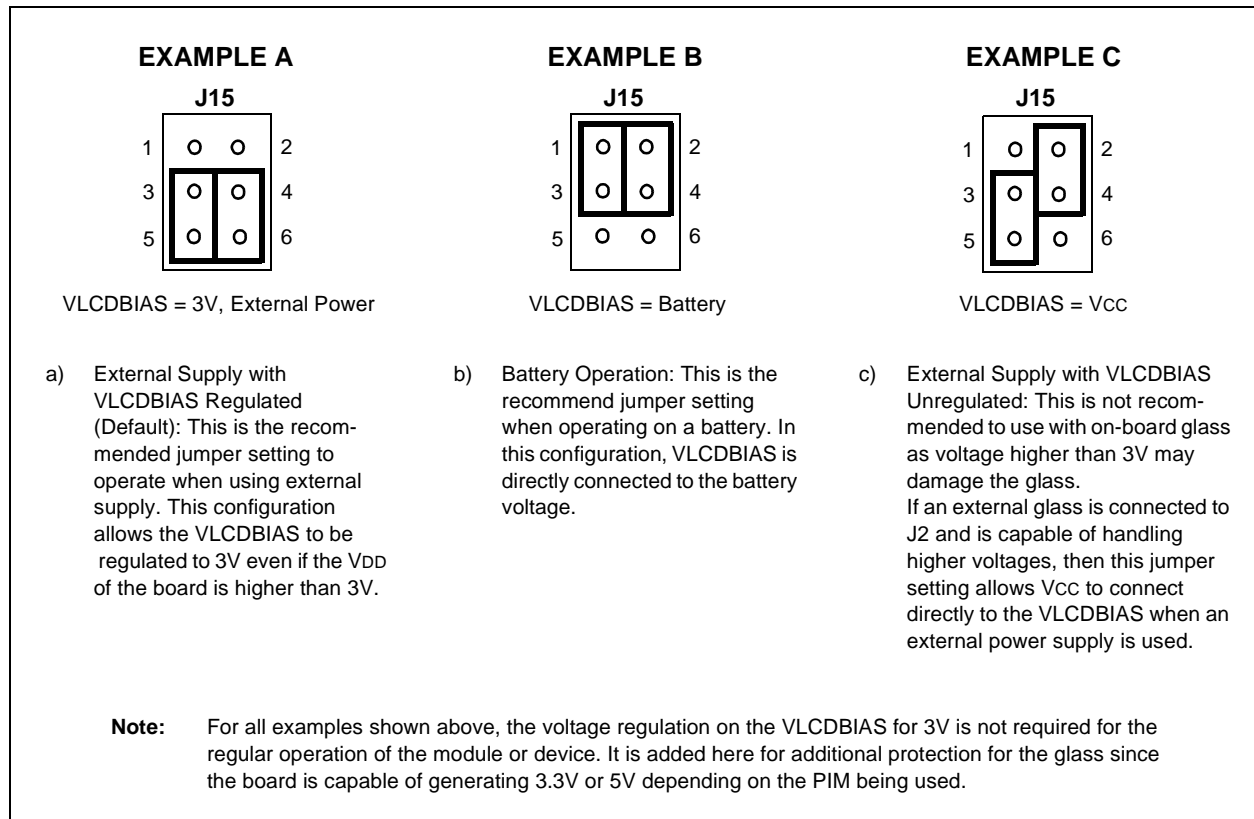 EXAMPLE A
J15
1 2
3 4
5 6
VLCDBIAS = 3V, External Power
a) External Supply with
VLCDBIAS Regulated
(Default): This is the recom-
mended jumper setting to
operate when using external
supply. This configuration
allows the VLCDBIAS to be
regulated to 3V even if the VDD
of the board is higher than 3V.
EXAMPLE B
J15
1 2
3 4
5 6
VLCDBIAS = Battery
b) Battery Operation: This is the
recommend jumper setting
when operating on a battery. In
this configuration, VLCDBIAS is
directly connected to the battery
voltage.
EXAMPLE C
J15
1 2
3 4
5 6
VLCDBIAS = VCC
c) External Supply with VLCDBIAS
Unregulated: This is not recom-
mended to use with on-board glass
as voltage higher than 3V may
damage the glass.
If an external glass is connected to
J2 and is capable of handling
higher voltages, then this jumper
setting allows VCC to connect
directly to the VLCDBIAS when an
external power supply is used.
Note: For all examples shown above, the voltage regulation on the VLCDBIAS for 3V is not required for the
regular operation of the module or device. It is added here for additional protection for the glass since
the board is capable of generating 3.3V or 5V depending on the PIM being used.